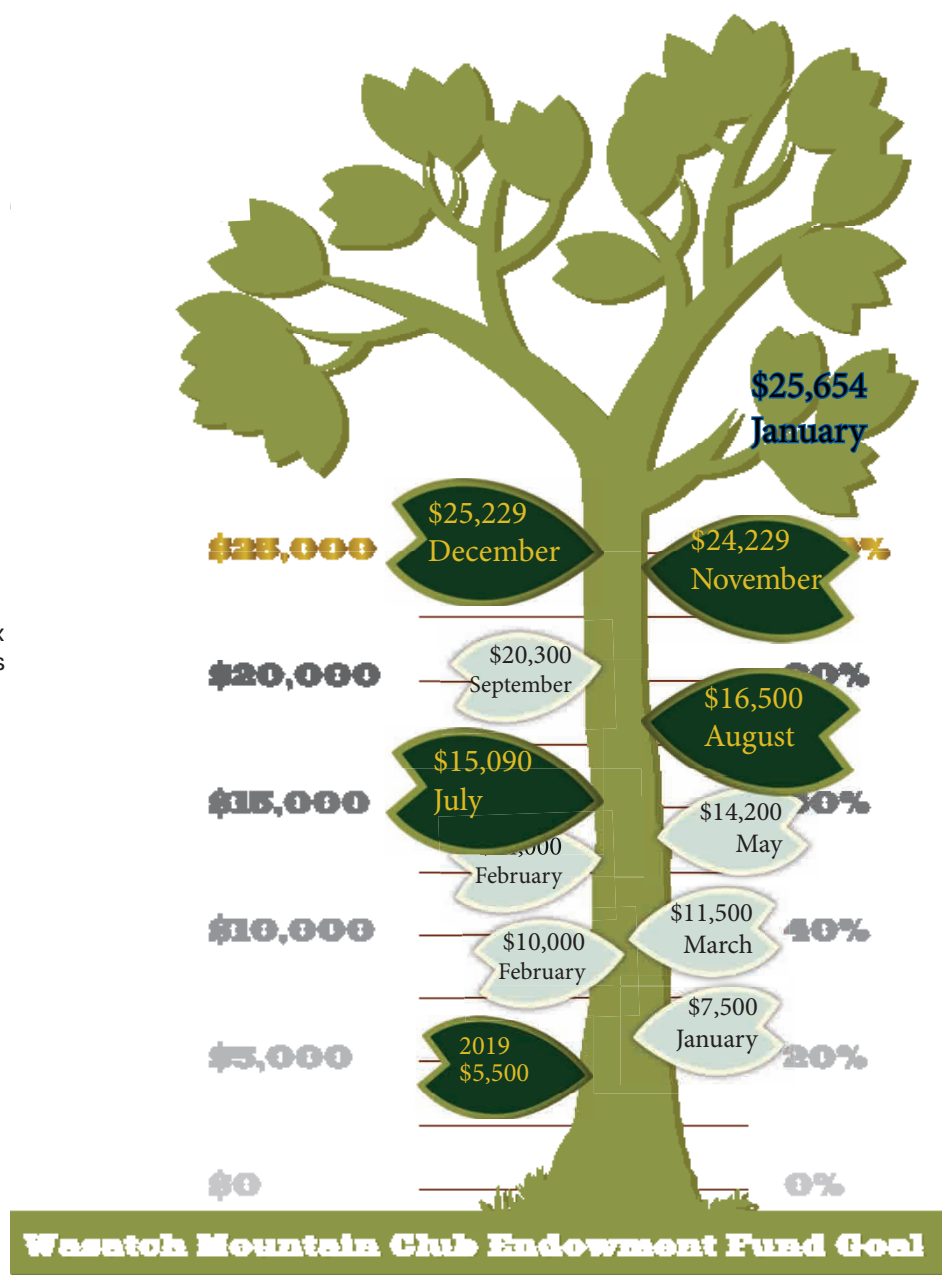 $25,654
January
$25,229
December
$24,229
November
$25,000
%
$20,300
September
$20,000
$16,500
August
$15,090
July
$15,000
$14,200
May
February
$11,500
March
$10,000
February
$10,000
40%
$7,500
January
2019
$5,500
$5,000
20%
$0
0%
Wasatch Mountain Club Endowment Fund Goal